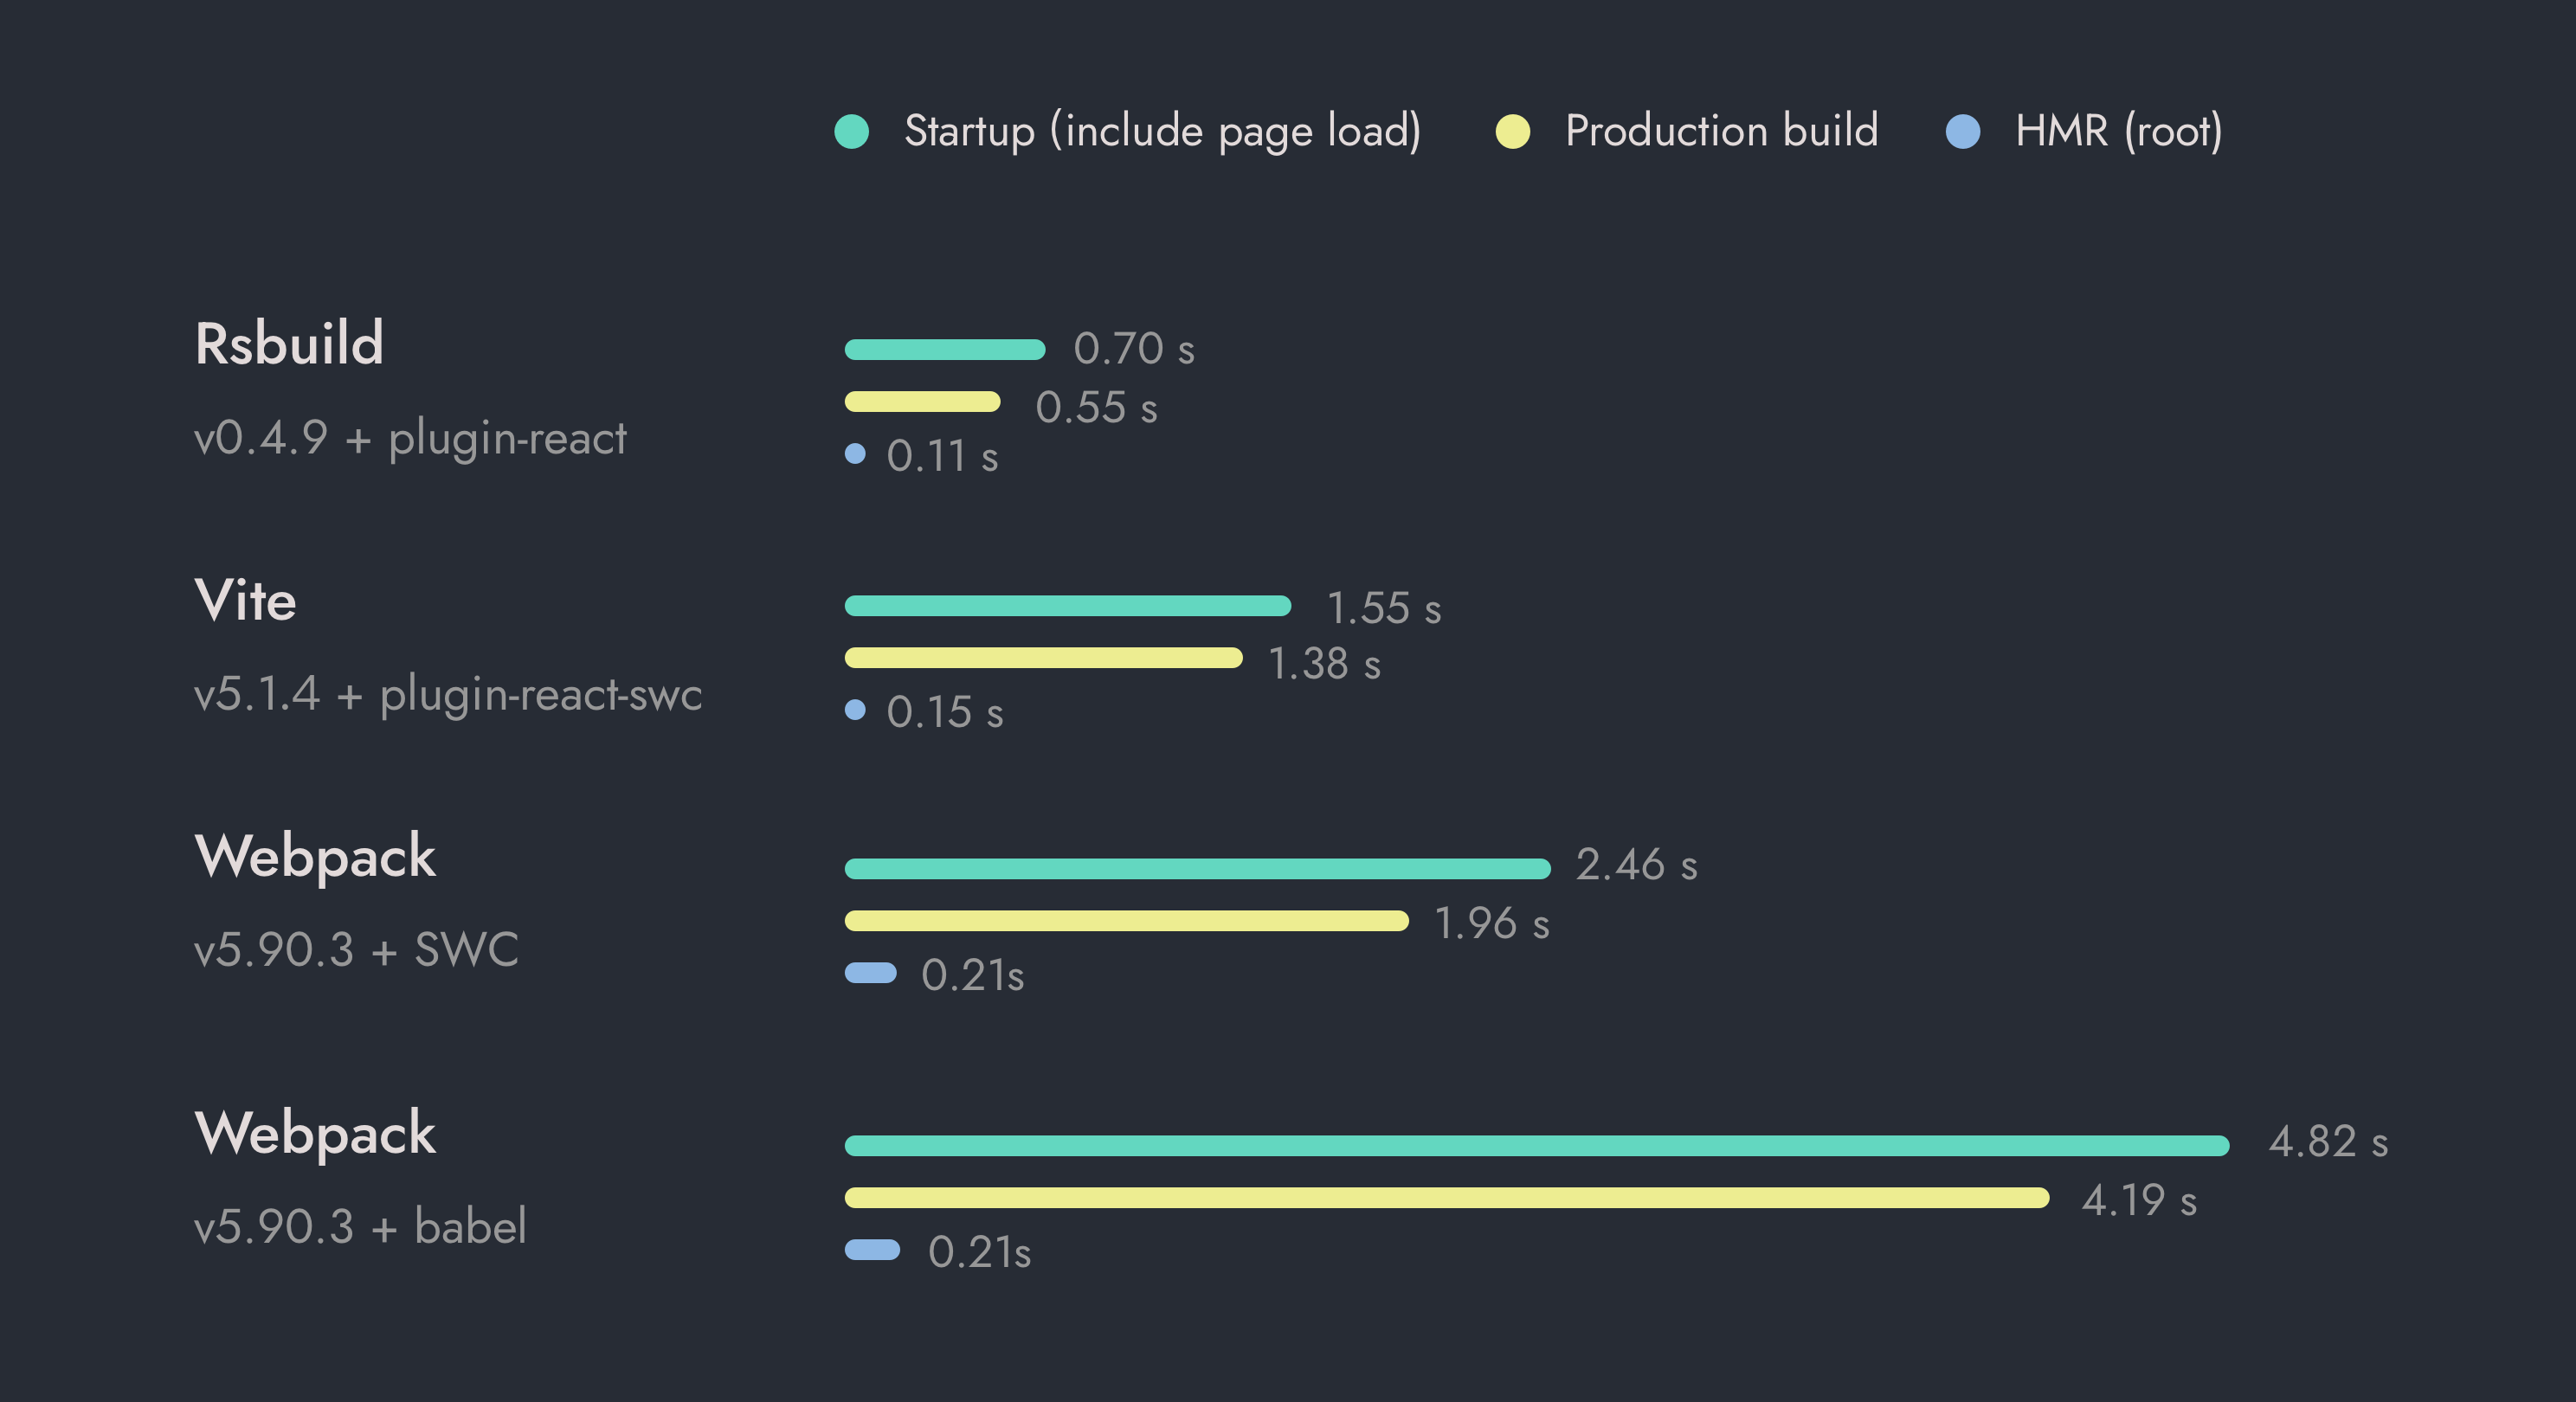 Startup (include page load) Production build HMR (root)
Rsbuild
v0.4.9 + plugin-react
0.70 s
0.55 s
0.11 s
Vite
v5.1.4 + plugin-react-swc
1.55 s
1.38 s
0.15 s
Webpack
v5.90.3 + SWC
2.46 s
1.96 s
0.21s
Webpack
v5.90.3 + babel
4.82 s
4.19 s
0.21s